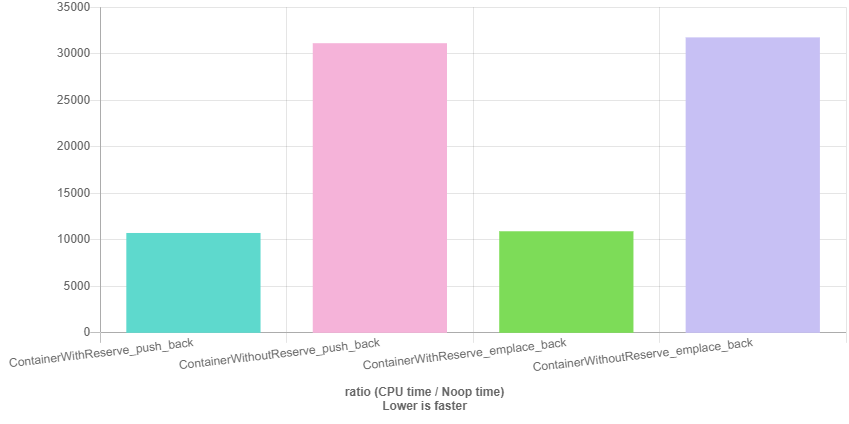 35000
30000
25000
20000
15000
10000
5000
0
ContainerWithReserve_push_back
ContainerWithoutReserve_push_back
ContainerWithReserve_emplace_back
ContainerWithoutReserve_emplace_back
ratio (CPU time / Noop time)
Lower is faster